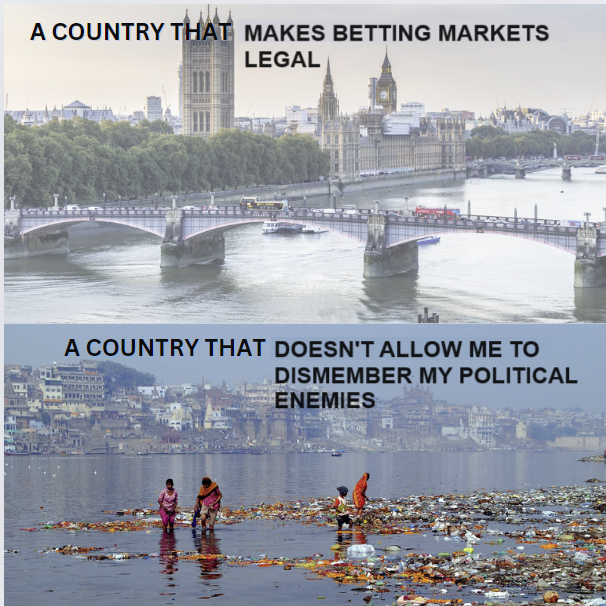 A COUNTRY THAT MAKES BETTING MARKETS
LEGAL
A COUNTRY THAT DOESN'T ALLOW ME TO
DISMEMBER MY POLITICAL
ENEMIES